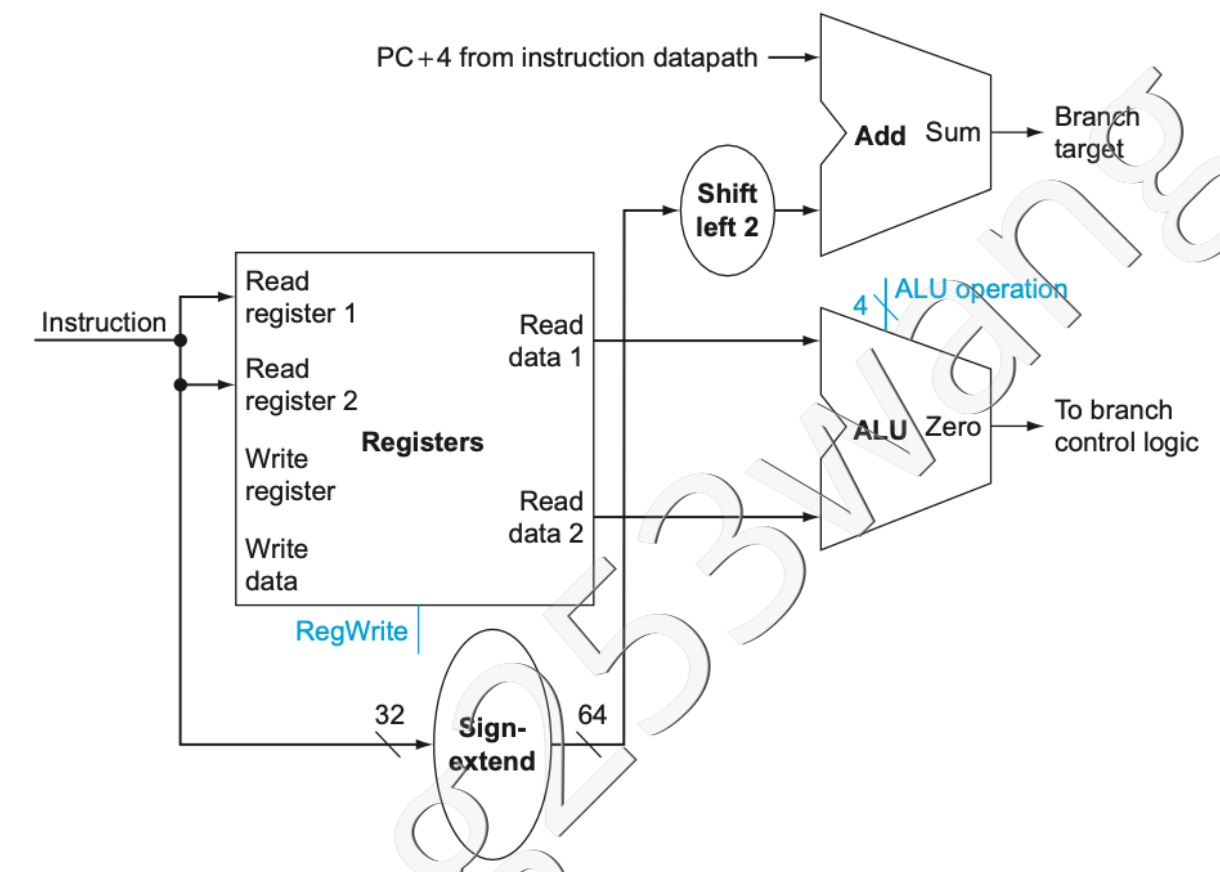 PC+4 from instruction datapath
Add Sum
Branch
target
Shift
left 2
ALU operation
4
Instruction
Read
register 1
Read
register 2
Write
register
Write
data
Registers
Read
data 1
Read
data 2
ALU Zero
To branch
control logic
RegWrite
32
Sign-
extend
64
8253wang